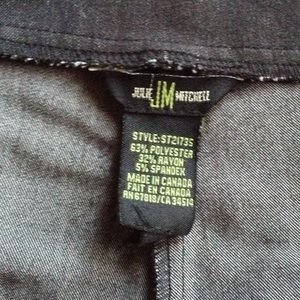 JULIE JM MITCHELL
STYLE: ST21735
63% POLYESTER
32% RAYON
5% SPANDEX
MADE IN CANADA
FAIT EN CANADA
RN67818/CA34514